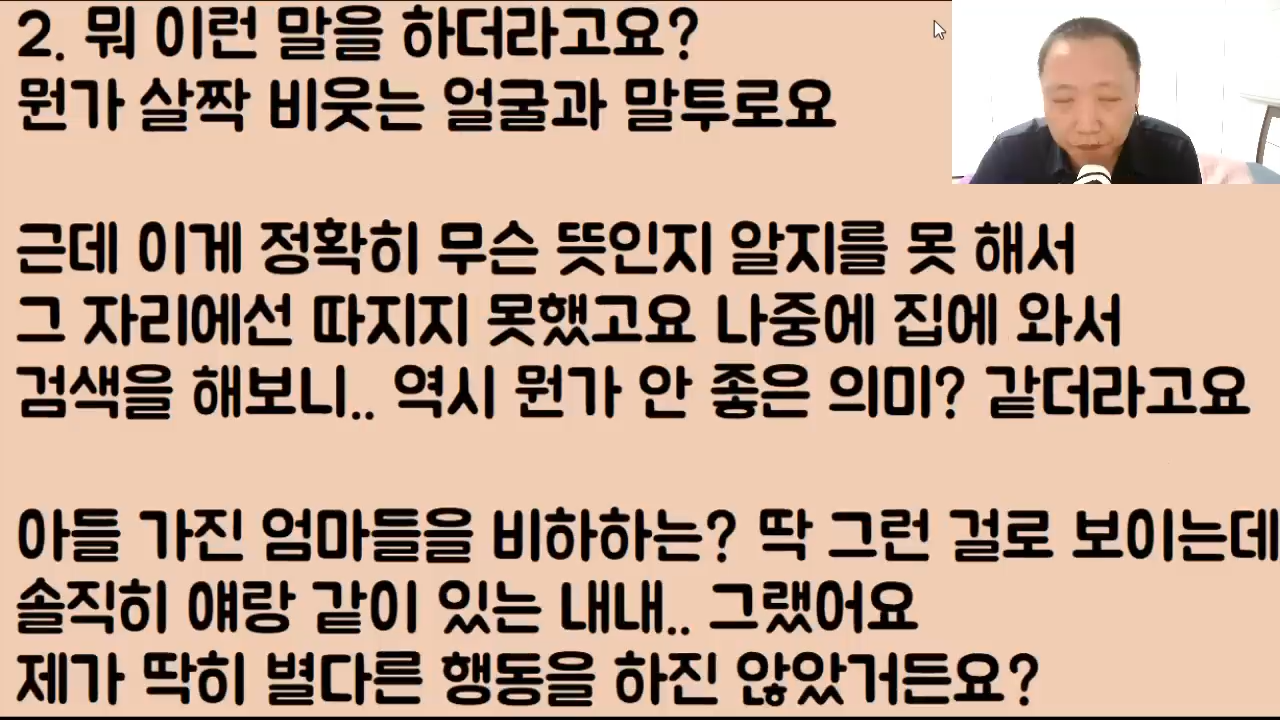 2. 뭐 이런 말을 하더라고요?
뭔가 살짝 비웃는 얼굴과 말투로요
근데 이게 정확히 무슨 뜻인지 알지를 못 해서
그 자리에선 따지지 못했고요 나중에 집에 와서
검색을 해보니.. 역시 뭔가 안 좋은 의미? 같더라고요
아들 가진 엄마들을 비하하는? 딱 그런 걸로 보이는데
솔직히 얘랑 같이 있는 내내.. 그랬어요
제가 딱히 별다른 행동을 하진 않았거든요?